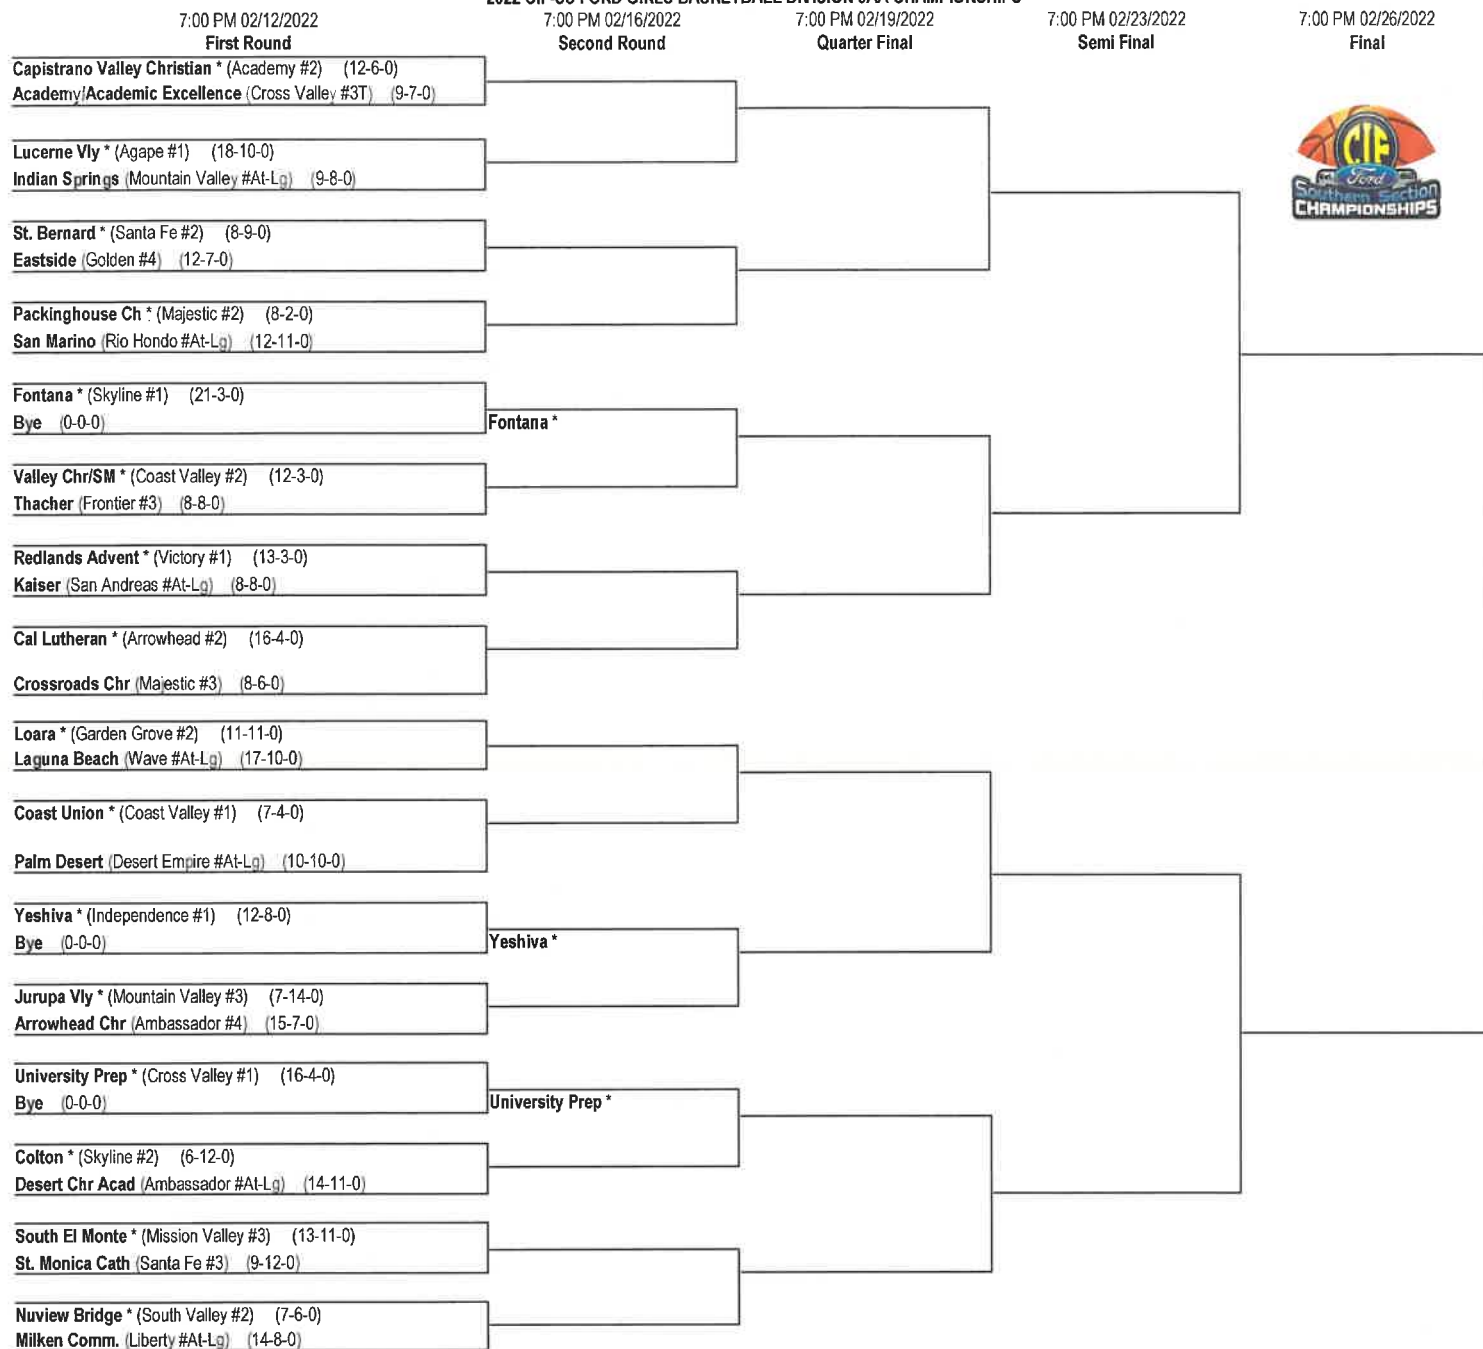 2022 CIF-SS FORD GIRLS BASKETBALL DIVISION 5AA CHAMPIONSHIPS
7:00 PM 02/12/2022 7:00 PM 02/16/2022 7:00 PM 02/19/2022 7:00 PM 02/23/2022 7:00 PM 02/26/2022
First Round Second Round Quarter Final Semi Final Final
Capistrano Valley Christian * (Academy #2) (12-6-0)
Academy/Academic Excellence (Cross Valley #3T) (9-7-0)
CIF
Ford
Southern Section
CHAMPIONSHIPS
Lucerne Vly * (Agape #1) (18-10-0)
Indian Springs (Mountain Valley #At-Lg) (9-8-0)
St. Bernard * (Santa Fe #2) (8-9-0)
Eastside (Golden #4) (12-7-0)
Packinghouse Ch * (Majestic #2) (8-2-0)
San Marino (Rio Hondo #At-Lg) (12-11-0)
Fontana * (Skyline #1) (21-3-0)
Bye (0-0-0)
Fontana *
Valley Chr/SM * (Coast Valley #2) (12-3-0)
Thacher (Frontier #3) (8-8-0)
Redlands Advent * (Victory #1) (13-3-0)
Kaiser (San Andreas #At-Lg) (8-8-0)
Cal Lutheran * (Arrowhead #2) (16-4-0)
Crossroads Chr (Majestic #3) (8-6-0)
Loara * (Garden Grove #2) (11-11-0)
Laguna Beach (Wave #At-Lg) (17-10-0)
Coast Union * (Coast Valley #1) (7-4-0)
Palm Desert (Desert Empire #At-Lg) (10-10-0)
Yeshiva * (Independence #1) (12-8-0)
Bye (0-0-0)
Yeshiva *
Jurupa Vly * (Mountain Valley #3) (7-14-0)
Arrowhead Chr (Ambassador #4) (15-7-0)
University Prep * (Cross Valley #1) (16-4-0)
Bye (0-0-0)
University Prep *
Colton * (Skyline #2) (6-12-0)
Desert Chr Acad (Ambassador #At-Lg) (14-11-0)
South El Monte * (Mission Valley #3) (13-11-0)
St. Monica Cath (Santa Fe #3) (9-12-0)
Nuview Bridge * (South Valley #2) (7-6-0)
Milken Comm. (Liberty #At-Lg) (14-8-0)